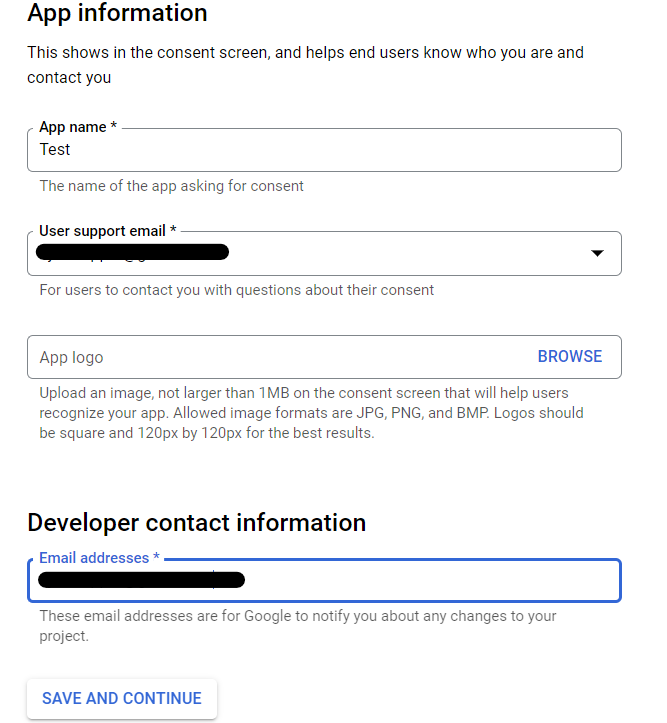 App information
This shows in the consent screen, and helps end users know who you are and
contact you
App name *
Test
The name of the app asking for consent
User support email *
For users to contact you with questions about their consent
App logo
BROWSE
Upload an image, not larger than 1MB on the consent screen that will help users
recognize your app. Allowed image formats are JPG, PNG, and BMP. Logos should
be square and 120px by 120px for the best results.
Developer contact information
Email addresses *
These email addresses are for Google to notify you about any changes to your
project.
SAVE AND CONTINUE